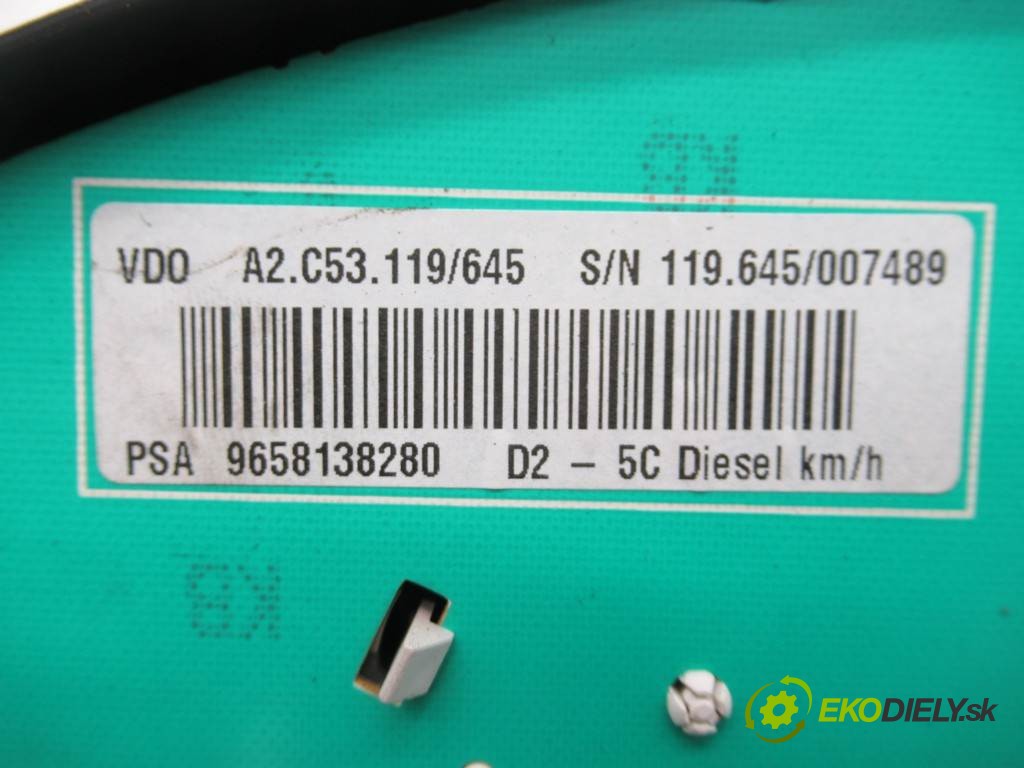 VDO A2.C53.119/645 S/N 119.645/007489
PSA 9658138280 D2 – 5C Diesel km/h
EKODIELY.sk